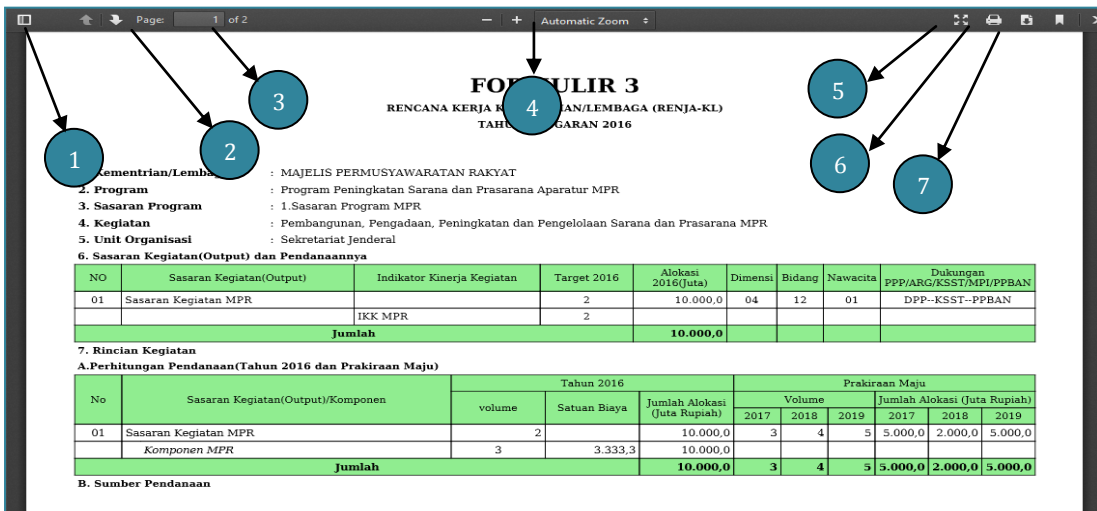 Page: 1 of 2 − + Automatic Zoom
FORMULIR 3
RENCANA KERJA K AN/LEMBAGA (RENJA-KL)
TAHU GARAN 2016
1 2 3 4 5 6 7
Kementrian/Lemba : MAJELIS PERMUSYAWARATAN RAKYAT
2. Program : Program Peningkatan Sarana dan Prasarana Aparatur MPR
3. Sasaran Program : 1.Sasaran Program MPR
4. Kegiatan : Pembangunan, Pengadaan, Peningkatan dan Pengelolaan Sarana dan Prasarana MPR
5. Unit Organisasi : Sekretariat Jenderal
6. Sasaran Kegiatan(Output) dan Pendanaannya
NO Sasaran Kegiatan(Output) Indikator Kinerja Kegiatan Target 2016 Alokasi 2016(Juta) Dimensi Bidang Nawacita Dukungan PPP/ARG/KSST/MPI/PPBAN
01 Sasaran Kegiatan MPR 2 10.000,0 04 12 01 DPP--KSST--PPBAN
IKK MPR 2
Jumlah 10.000,0
7. Rincian Kegiatan
A.Perhitungan Pendanaan(Tahun 2016 dan Prakiraan Maju)
No Sasaran Kegiatan(Output)/Komponen Tahun 2016 Prakiraan Maju
volume Satuan Biaya Jumlah Alokasi (Juta Rupiah) Volume Jumlah Alokasi (Juta Rupiah)
2017 2018 2019 2017 2018 2019
01 Sasaran Kegiatan MPR 2 10.000,0 3 4 5 5.000,0 2.000,0 5.000,0
Komponen MPR 3 3.333,3 10.000,0
Jumlah 10.000,0 3 4 5 5.000,0 2.000,0 5.000,0
B. Sumber Pendanaan